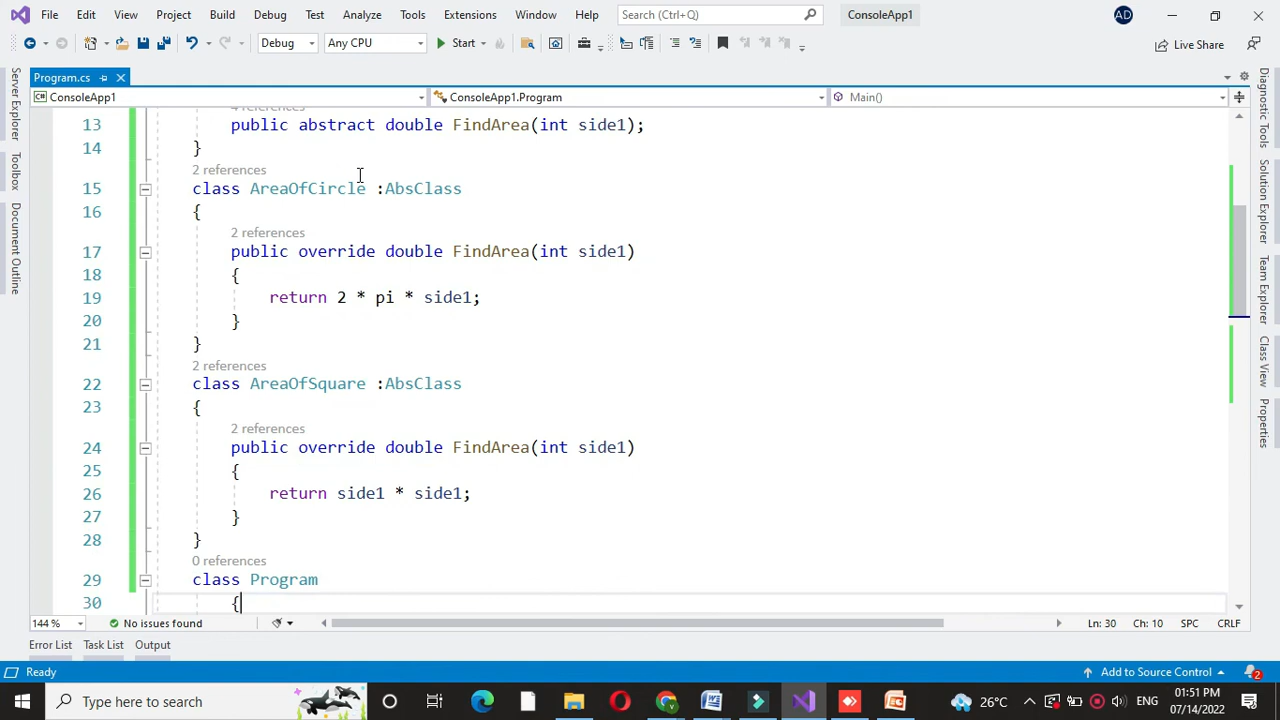 File Edit View Project Build Debug Test Analyze Tools Extensions Window Help Search (Ctrl+Q) ConsoleApp1 AD
Debug Any CPU Start Live Share
Program.cs
ConsoleApp1 ConsoleApp1.Program Main()
4 references
13 public abstract double FindArea(int side1);
14 }
2 references
15 class AreaOfCircle :AbsClass
16 {
2 references
17 public override double FindArea(int side1)
18 {
19 return 2 * pi * side1;
20 }
21 }
2 references
22 class AreaOfSquare :AbsClass
23 {
2 references
24 public override double FindArea(int side1)
25 {
26 return side1 * side1;
27 }
28 }
0 references
29 class Program
30 {
Server Explorer
Toolbox
Document Outline
Diagnostic Tools
Solution Explorer
Team Explorer
Class View
Properties
144 % No issues found Ln: 30 Ch: 10 SPC CRLF
Error List Task List Output
Ready Add to Source Control 2
Type here to search 26°C ENG 01:51 PM 07/14/2022